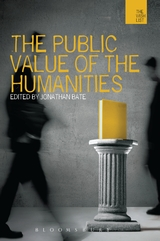 THE PUBLIC
VALUE OF THE
HUMANITIES
EDITED BY JONATHAN BATE
BLOOMSBURY